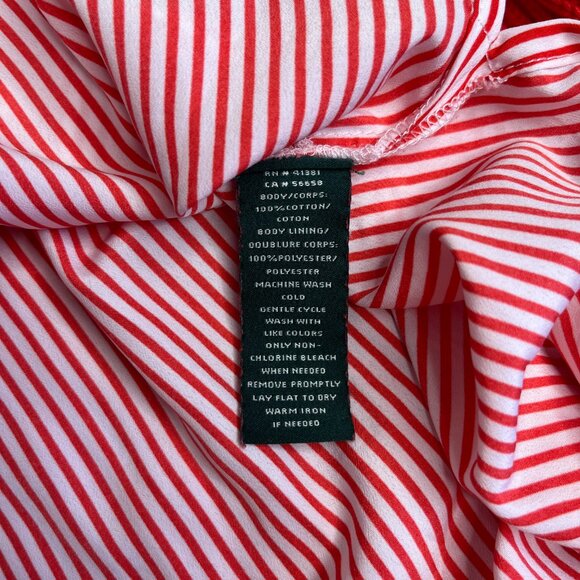 RN # 41381
CA # 56658
BODY/CORPS:
100%COTTON/
COTON
BODY LINING/
DOUBLURE CORPS:
100%POLYESTER/
POLYESTER
MACHINE WASH
COLD
GENTLE CYCLE
WASH WITH
LIKE COLORS
ONLY NON-
CHLORINE BLEACH
WHEN NEEDED
REMOVE PROMPTLY
LAY FLAT TO DRY
WARM IRON
IF NEEDED